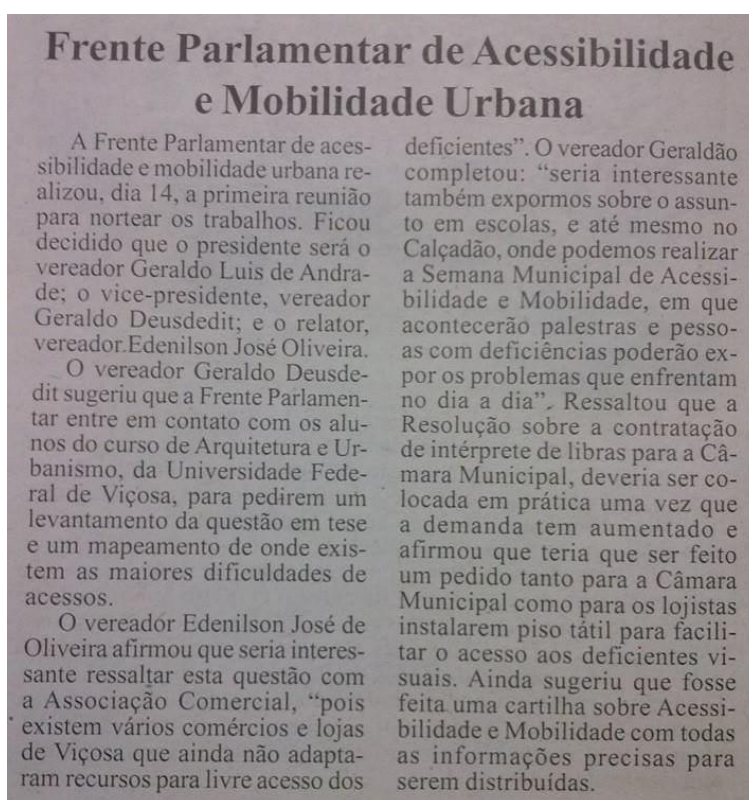 Frente Parlamentar de Acessibilidade
e Mobilidade Urbana
A Frente Parlamentar de aces-
sibilidade e mobilidade urbana re-
alizou, dia 14, a primeira reunião
para nortear os trabalhos. Ficou
decidido que o presidente será o
vereador Geraldo Luis de Andra-
de; o vice-presidente, vereador
Geraldo Deusdedit; e o relator,
vereador.Edenilson José Oliveira.
O vereador Geraldo Deusde-
dit sugeriu que a Frente Parlamen-
tar entre em contato com os alu-
nos do curso de Arquitetura e Ur-
banismo, da Universidade Fede-
ral de Viçosa, para pedirem um
levantamento da questão em tese
e um mapeamento de onde exis-
tem as maiores dificuldades de
acessos.
O vereador Edenilson José de
Oliveira afirmou que seria interes-
sante ressaltar esta questão com
a Associação Comercial, “pois
existem vários comércios e lojas
de Viçosa que ainda não adapta-
ram recursos para livre acesso dos
deficientes”. O vereador Geraldão
completou: “seria interessante
também expormos sobre o assun-
to em escolas, e até mesmo no
Calçadão, onde podemos realizar
a Semana Municipal de Acessi-
bilidade e Mobilidade, em que
acontecerão palestras e pesso-
as com deficiências poderão ex-
por os problemas que enfrentam
no dia a dia”. Ressaltou que a
Resolução sobre a contratação
de intérprete de libras para a Câ-
mara Municipal, deveria ser co-
locada em prática uma vez que
a demanda tem aumentado e
afirmou que teria que ser feito
um pedido tanto para a Câmara
Municipal como para os lojistas
instalarem piso tátil para facili-
tar o acesso aos deficientes vi-
suais. Ainda sugeriu que fosse
feita uma cartilha sobre Acessi-
bilidade e Mobilidade com todas
as informações precisas para
serem distribuídas.